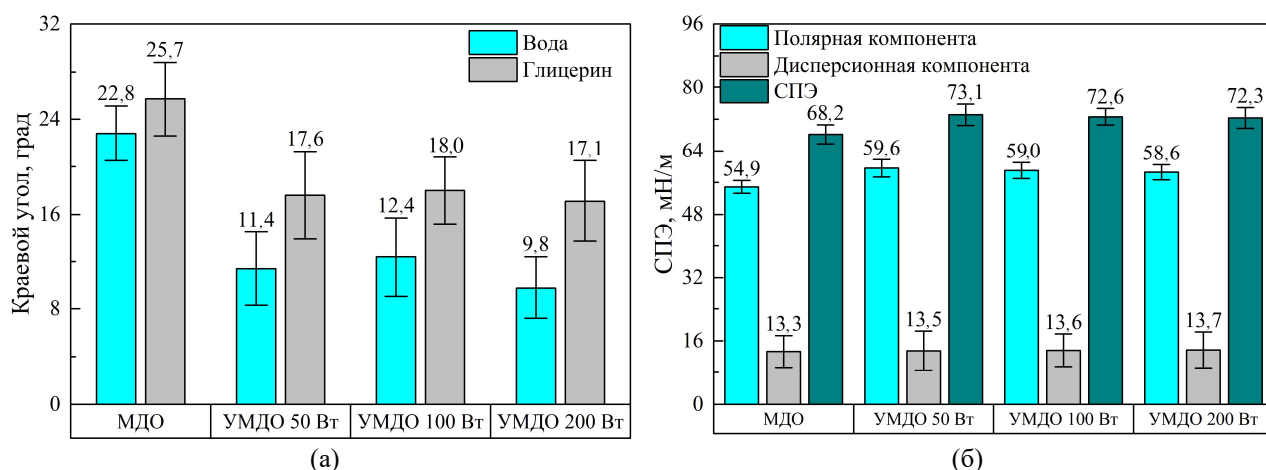 32
24
16
8
0
Краевой угол, град
Вода
Глицерин
22,8
25,7
11,4
17,6
12,4
18,0
9,8
17,1
МДО
УМДО 50 Вт
УМДО 100 Вт
УМДО 200 Вт
(а)
96
80
64
48
32
16
0
СПЭ, мН/м
Полярная компонента
Дисперсионная компонента
СПЭ
54,9
13,3
68,2
59,6
13,5
73,1
59,0
13,6
72,6
58,6
13,7
72,3
МДО
УМДО 50 Вт
УМДО 100 Вт
УМДО 200 Вт
(б)